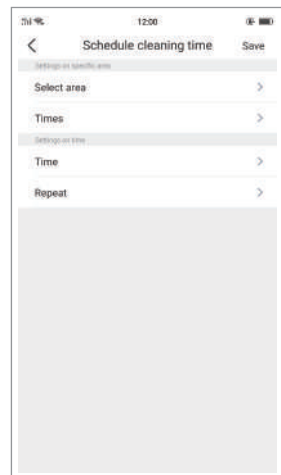 12:00
Schedule cleaning time Save
Settings on specific area
Select area
Times
Settings on time
Time
Repeat